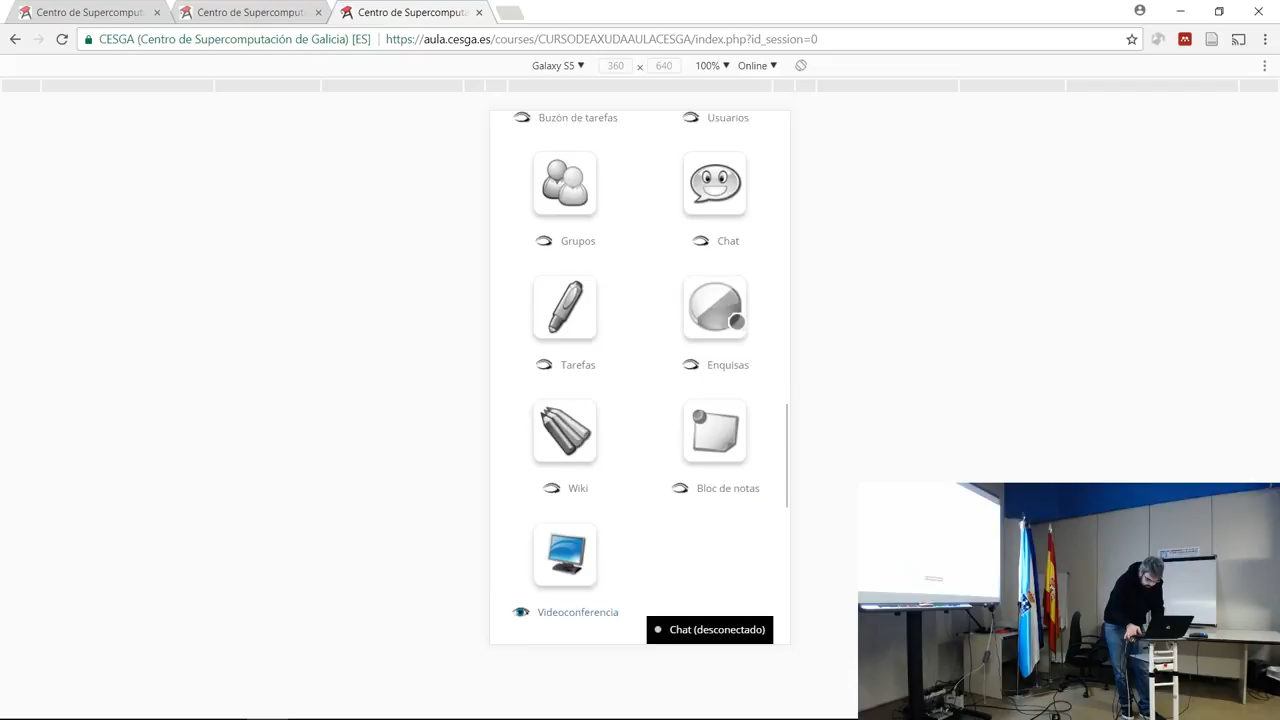 Centro de Supercomput:
Centro de Supercomput:
Centro de Supercomputa:
CESGA (Centro de Supercomputación de Galicia) [ES]
https://aula.cesga.es/courses/CURSODEAXUDAAULACESGA/index.php?id_session=0
Galaxy S5 ▼ 360 × 640 100% ▼ Online ▼
Buzón de tarefas
Usuarios
Grupos
Chat
Tarefas
Enquisas
Wiki
Bloc de notas
Videoconferencia
Chat (desconectado)